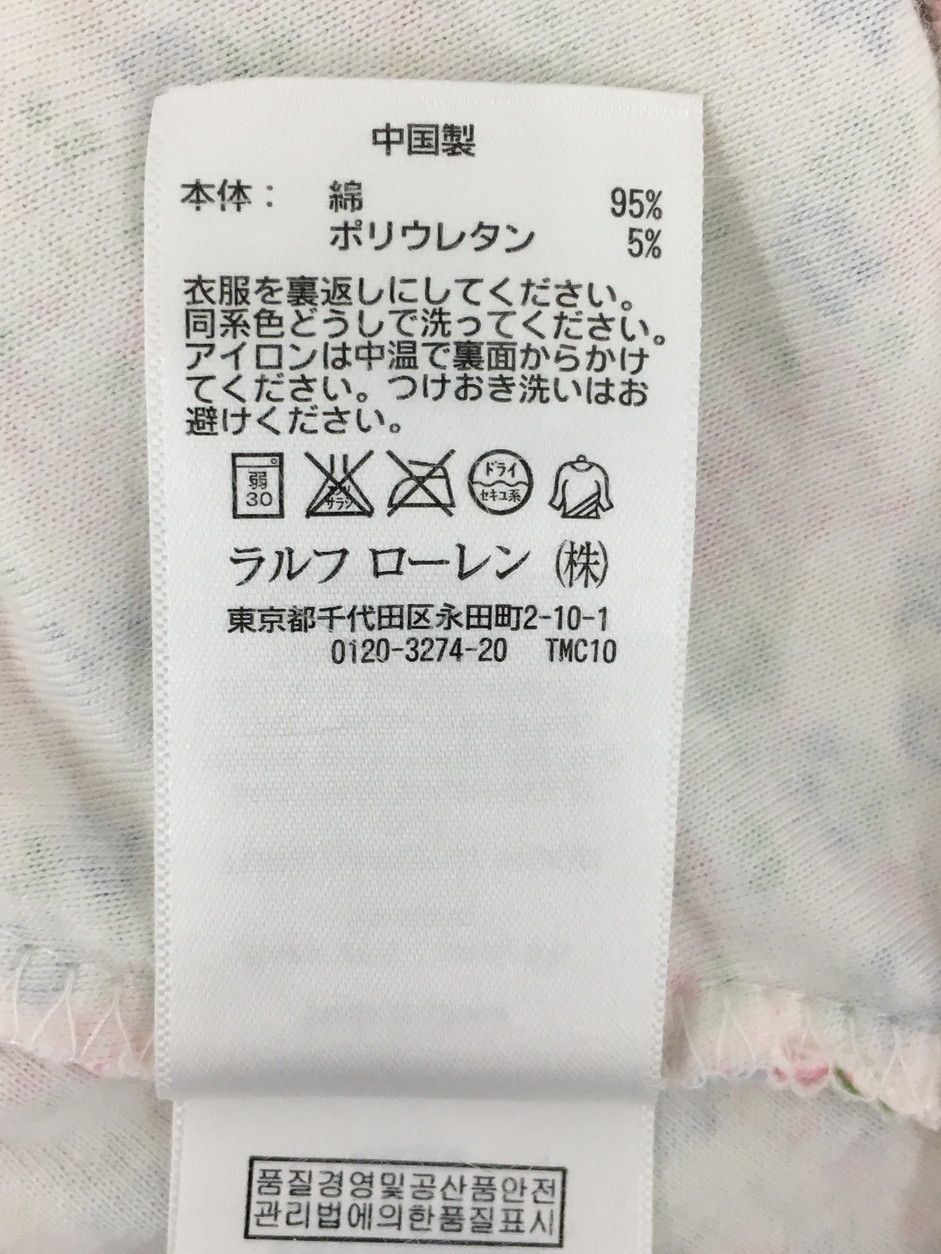 中国製
本体： 綿 95%
ポリウレタン 5%
衣服を裏返しにしてください。
同系色どうしで洗ってください。
アイロンは中温で裏面からかけ
てください。つけおき洗いはお
避けください。
弱
30
サラシ
ドライ
セキユ系
ラルフ ローレン ㈱
東京都千代田区永田町2-10-1
0120-3274-20 TMC10
품질경영및공산품안전
관리법에의한품질표시